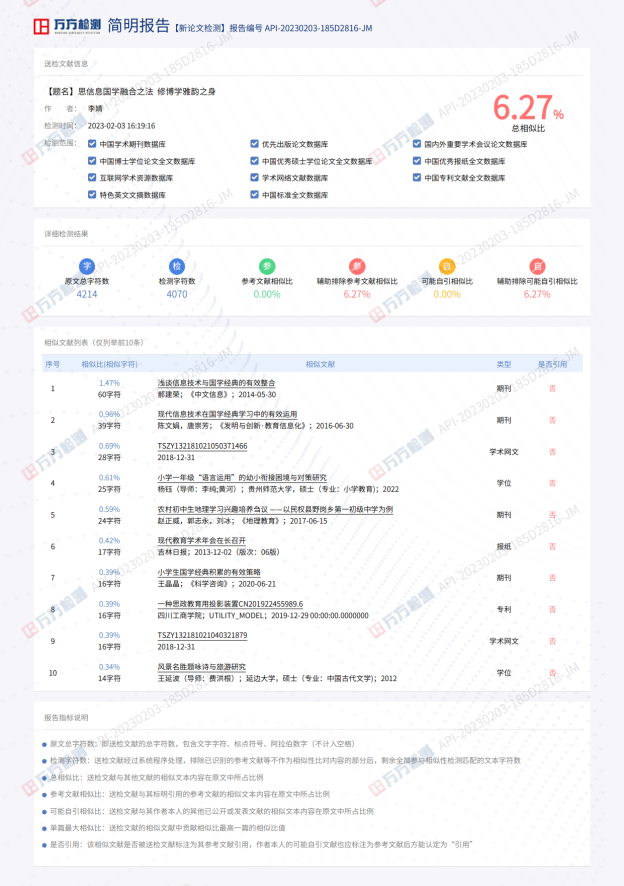 万方检测 简明报告【新论文检测】报告编号 API-20230203-185D2816-JM
送检文献信息
【题名】思信息国学融合之法 修博学雅韵之身
作 者： 李婧
检测时间： 2023-02-03 16:19:16
6.27%
总相似比
检测范围： 中国学术期刊数据库 优先出版论文数据库 国内外重要学术会议论文数据库
中国博士学位论文全文数据库 中国优秀硕士学位论文全文数据库 中国优秀报纸全文数据库
互联网学术资源数据库 学术网络文献数据库 中国专利文献全文数据库
特色英文文摘数据库 中国标准全文数据库
详细检测结果
字 检 参
原文总字符数 检测字符数 参考文献相似比 辅助排除参考文献相似比 可能自引相似比 辅助排除可能自引相似比
4214 4070 0.00% 6.27% 0.00% 6.27%
相似文献列表（仅列举前10条）
序号 相似比(相似字符) 相似文献 类型 是否引用
1 1.47% 60字符 浅谈信息技术与国学经典的有效整合 期刊 否
郝建荣；《中文信息》；2014-05-30
2 0.96% 39字符 现代信息技术在国学经典学习中的有效运用 期刊 否
陈文娟，唐崇芳；《发明与创新·教育信息化》；2016-06-30
3 0.69% 28字符 TSZY132181021050371466 学术网文 否
2018-12-31
4 0.61% 25字符 小学一年级“语言运用”的幼小衔接困境与对策研究 学位 否
杨钰（导师：李纯;黄河）；贵州师范大学，硕士（专业：小学教育)；2022
5 0.59% 24字符 农村初中生地理学习兴趣培养刍议 ——以民权县野岗乡第一初级中学为例 期刊 否
赵正威，郭志永，刘冰；《地理教育》；2017-06-15
6 0.42% 17字符 现代教育学术年会在长召开 报纸 否
吉林日报；2013-12-02（版次：06版）
7 0.39% 16字符 小学生国学经典积累的有效策略 期刊 否
王晶晶；《科学咨询》；2020-06-21
8 0.39% 16字符 一种思政教育用投影装置CN201922455989.6 专利 否
四川工商学院；UTILITY_MODEL；2019-12-29 00:00:00.0000000
9 0.39% 16字符 TSZY132181021040321879 学术网文 否
2018-12-31
10 0.34% 14字符 风景名胜题咏诗与旅游研究 学位 否
王延波（导师：费洪根）；延边大学，硕士（专业：中国古代文学)；2012
报告指标说明
原文总字符数：即送检文献的总字符数，包含文字字符、标点符号、阿拉伯数字（不计入空格）
检测字符数：送检文献经过系统程序处理，排除已识别的参考文献等不作为相似性比对内容的部分后，剩余全部参与相似性检测匹配的文本字符数
总相似比：送检文献与其他文献的相似文本内容在原文中所占比例
参考文献相似比：送检文献与其标明引用的参考文献的相似文本内容在原文中所占比例
可能自引相似比：送检文献与其作者本人的其他已公开或发表文献的相似文本内容在原文中所占比例
单篇最大相似比：送检文献的相似文献中贡献相似比最高一篇的相似比值
是否引用：该相似文献是否被送检文献标注为其参考文献引用，作者本人的可能自引文献也应标注为参考文献后方能认定为“引用”